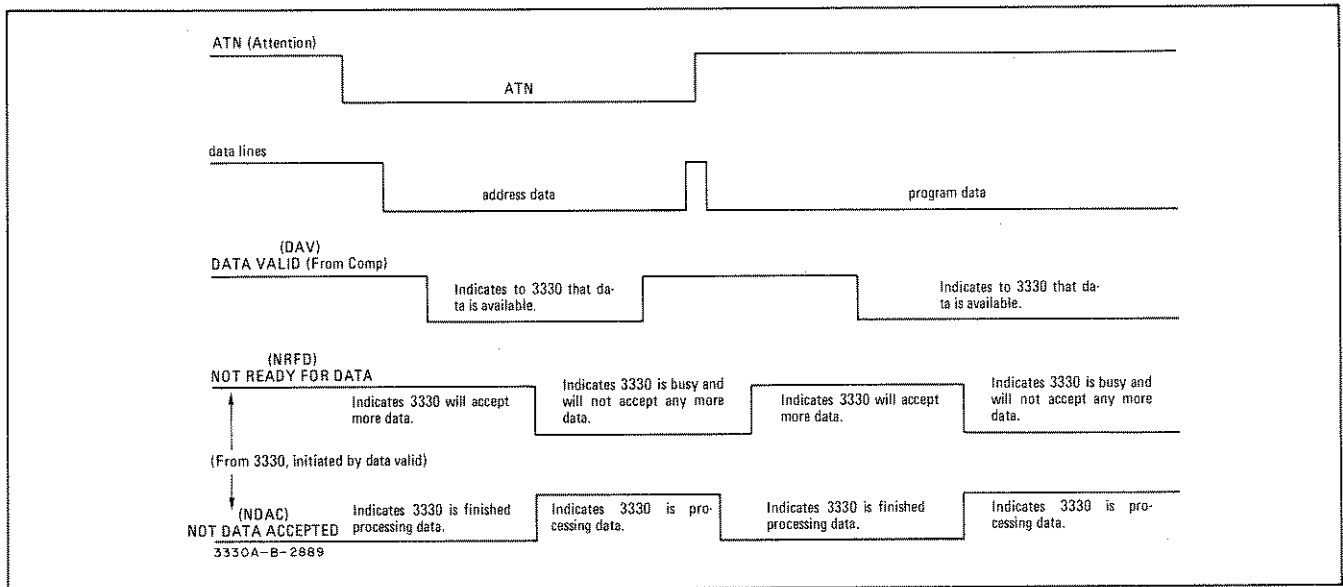 ATN (Attention)
ATN
data lines
address data
program data
(DAV)
DATA VALID (From Comp)
Indicates to 3330 that da-
ta is available.
Indicates to 3330 that da-
ta is available.
(NRFD)
NOT READY FOR DATA
Indicates 3330 will accept
more data.
Indicates 3330 is busy and
will not accept any more
data.
Indicates 3330 will accept
more data.
Indicates 3330 is busy and
will not accept any more
data.
(From 3330, initiated by data valid)
(NDAC)
NOT DATA ACCEPTED
Indicates 3330 is finished
processing data.
Indicates 3330 is pro-
cessing data.
Indicates 3330 is finished
processing data.
Indicates 3330 is pro-
cessing data.
3330A-B-2889